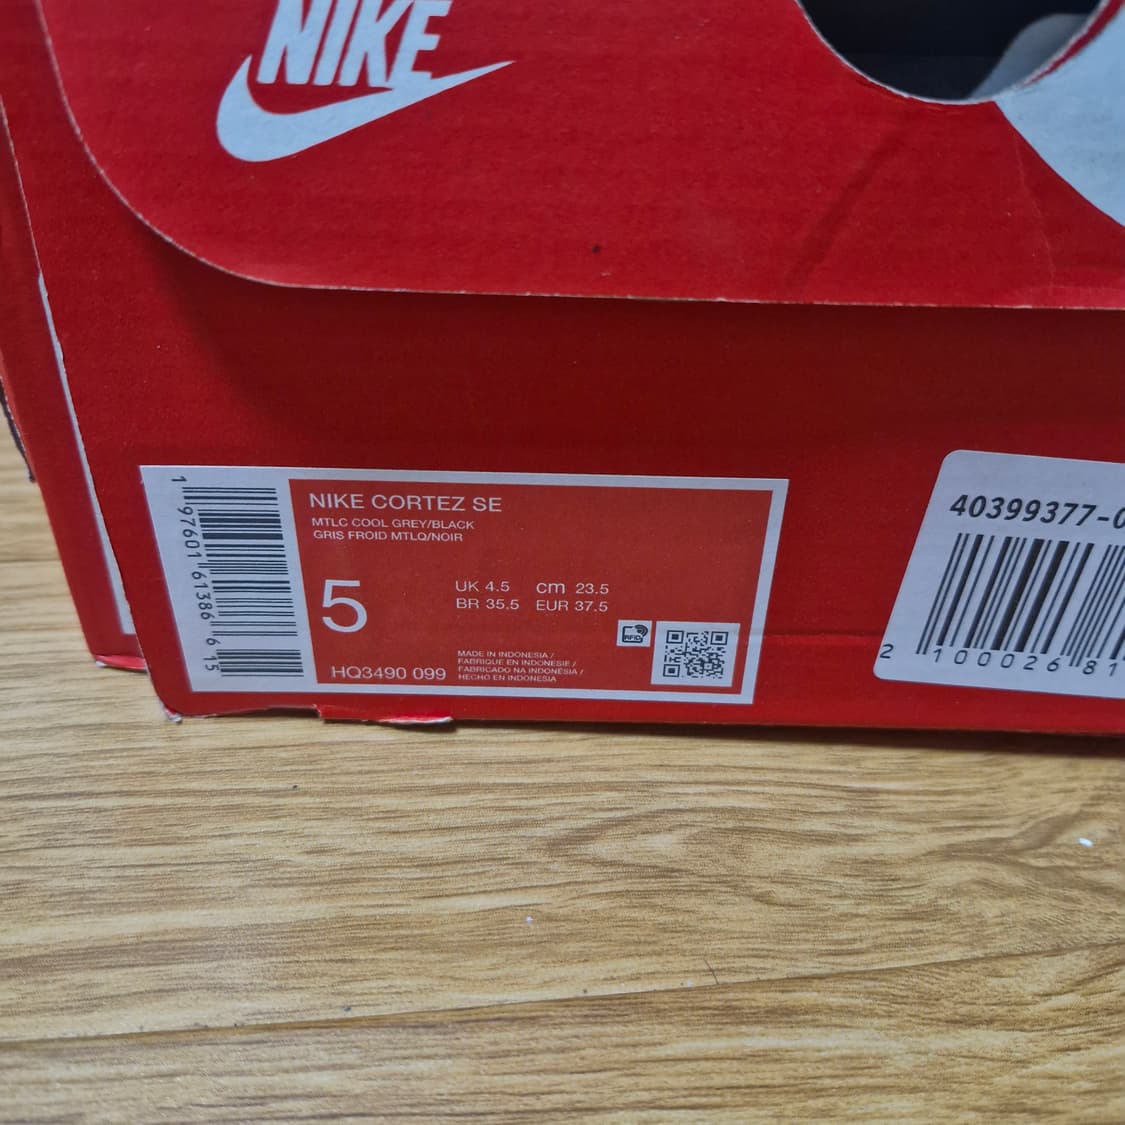 NIKE
NIKE CORTEZ SE
MTLC COOL GREY/BLACK
GRIS FROID MTLQ/NOIR
5
UK 4.5 cm 23.5
BR 35.5 EUR 37.5
RFID
HQ3490 099
MADE IN INDONESIA /
FABRIQUE EN INDONESIE /
FABRICADO NA INDONÉSIA /
HECHO EN INDONESIA
1 97601 61386 6 15
40399377-0
2 100026 81